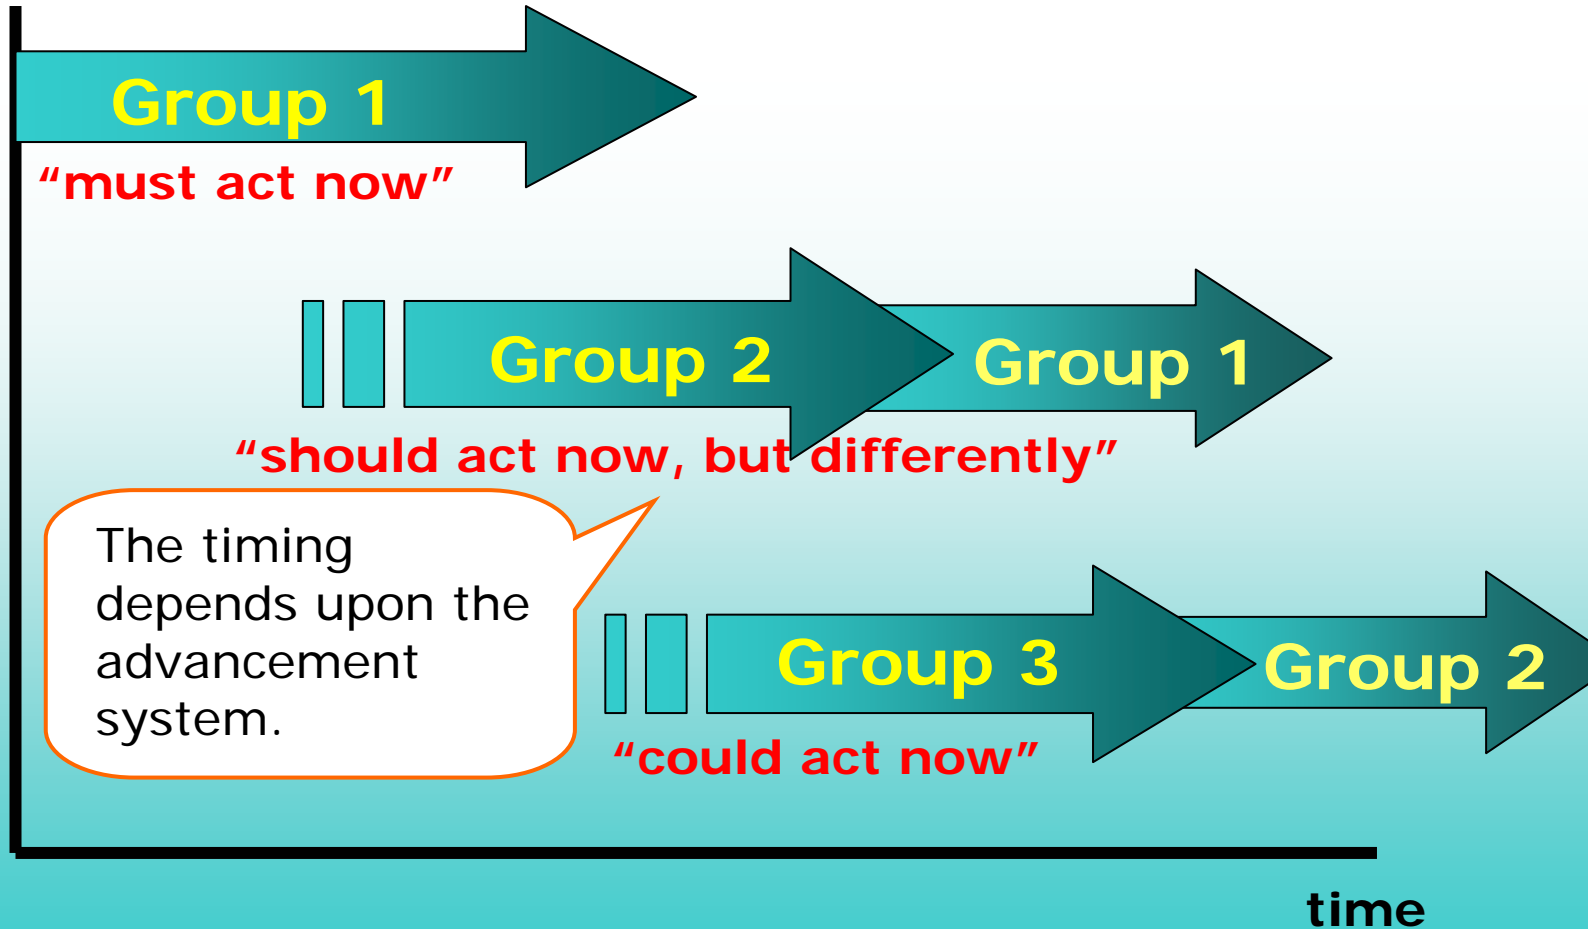 Group 1
“must act now”
Group 2
Group 1
“should act now, but differently”
The timing
depends upon the
advancement
system.
Group 3
Group 2
“could act now”
time